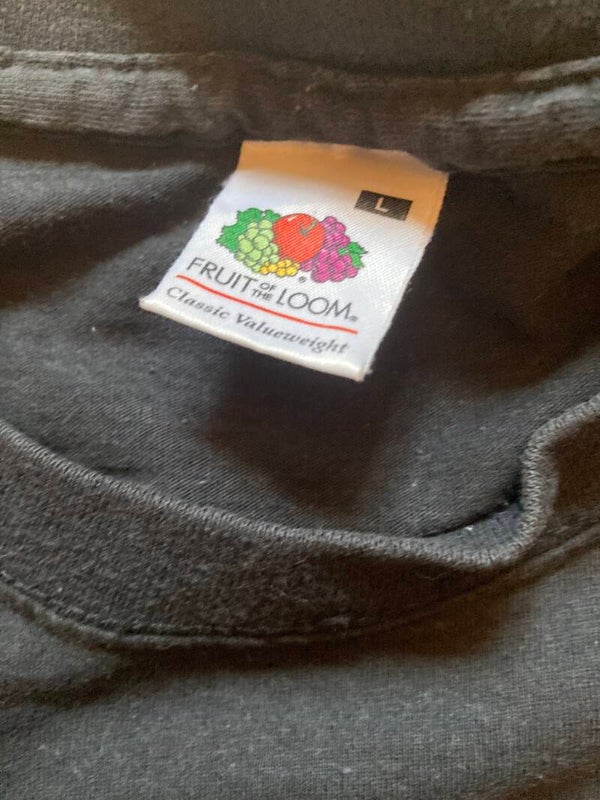 L
FRUIT OF THE LOOM®
Classic Valueweight